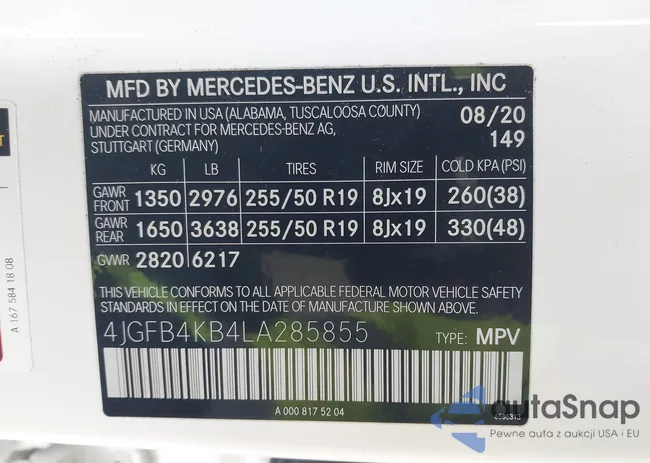 MFD BY MERCEDES-BENZ U.S. INTL., INC
MANUFACTURED IN USA (ALABAMA, TUSCALOOSA COUNTY) 08/20
UNDER CONTRACT FOR MERCEDES-BENZ AG,
STUTTGART (GERMANY) 149
KG LB TIRES RIM SIZE COLD KPA (PSI)
GAWR FRONT 1350 2976 255/50 R19 8Jx19 260(38)
GAWR REAR 1650 3638 255/50 R19 8Jx19 330(48)
GVWR 2820 6217
THIS VEHICLE CONFORMS TO ALL APPLICABLE FEDERAL MOTOR VEHICLE SAFETY
STANDARDS IN EFFECT ON THE DATE OF MANUFACTURE SHOWN ABOVE.
4JGFB4KB4LA285855 TYPE: MPV
A 000 817 52 04
A 167 584 18 08
autaSnap
Pewne auta z aukcji USA i EU